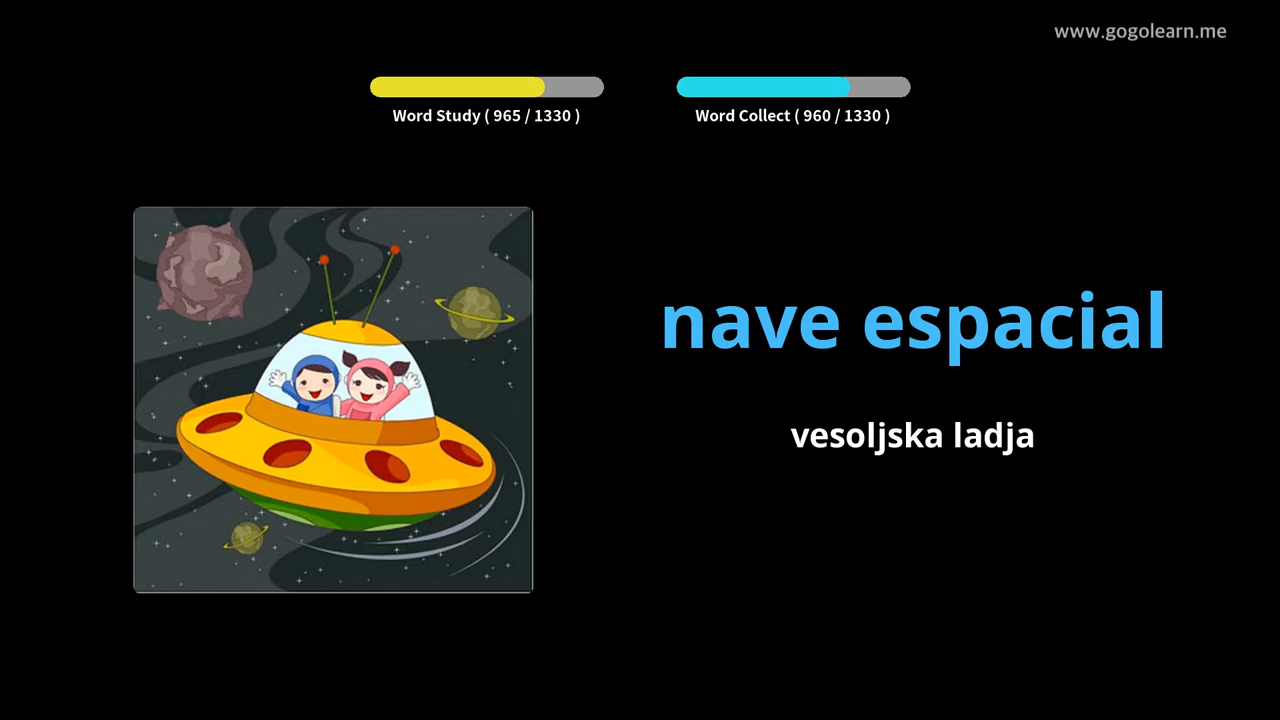 www.gogolearn.me
Word Study ( 965 / 1330 )
Word Collect ( 960 / 1330 )
nave espacial
vesoljska ladja